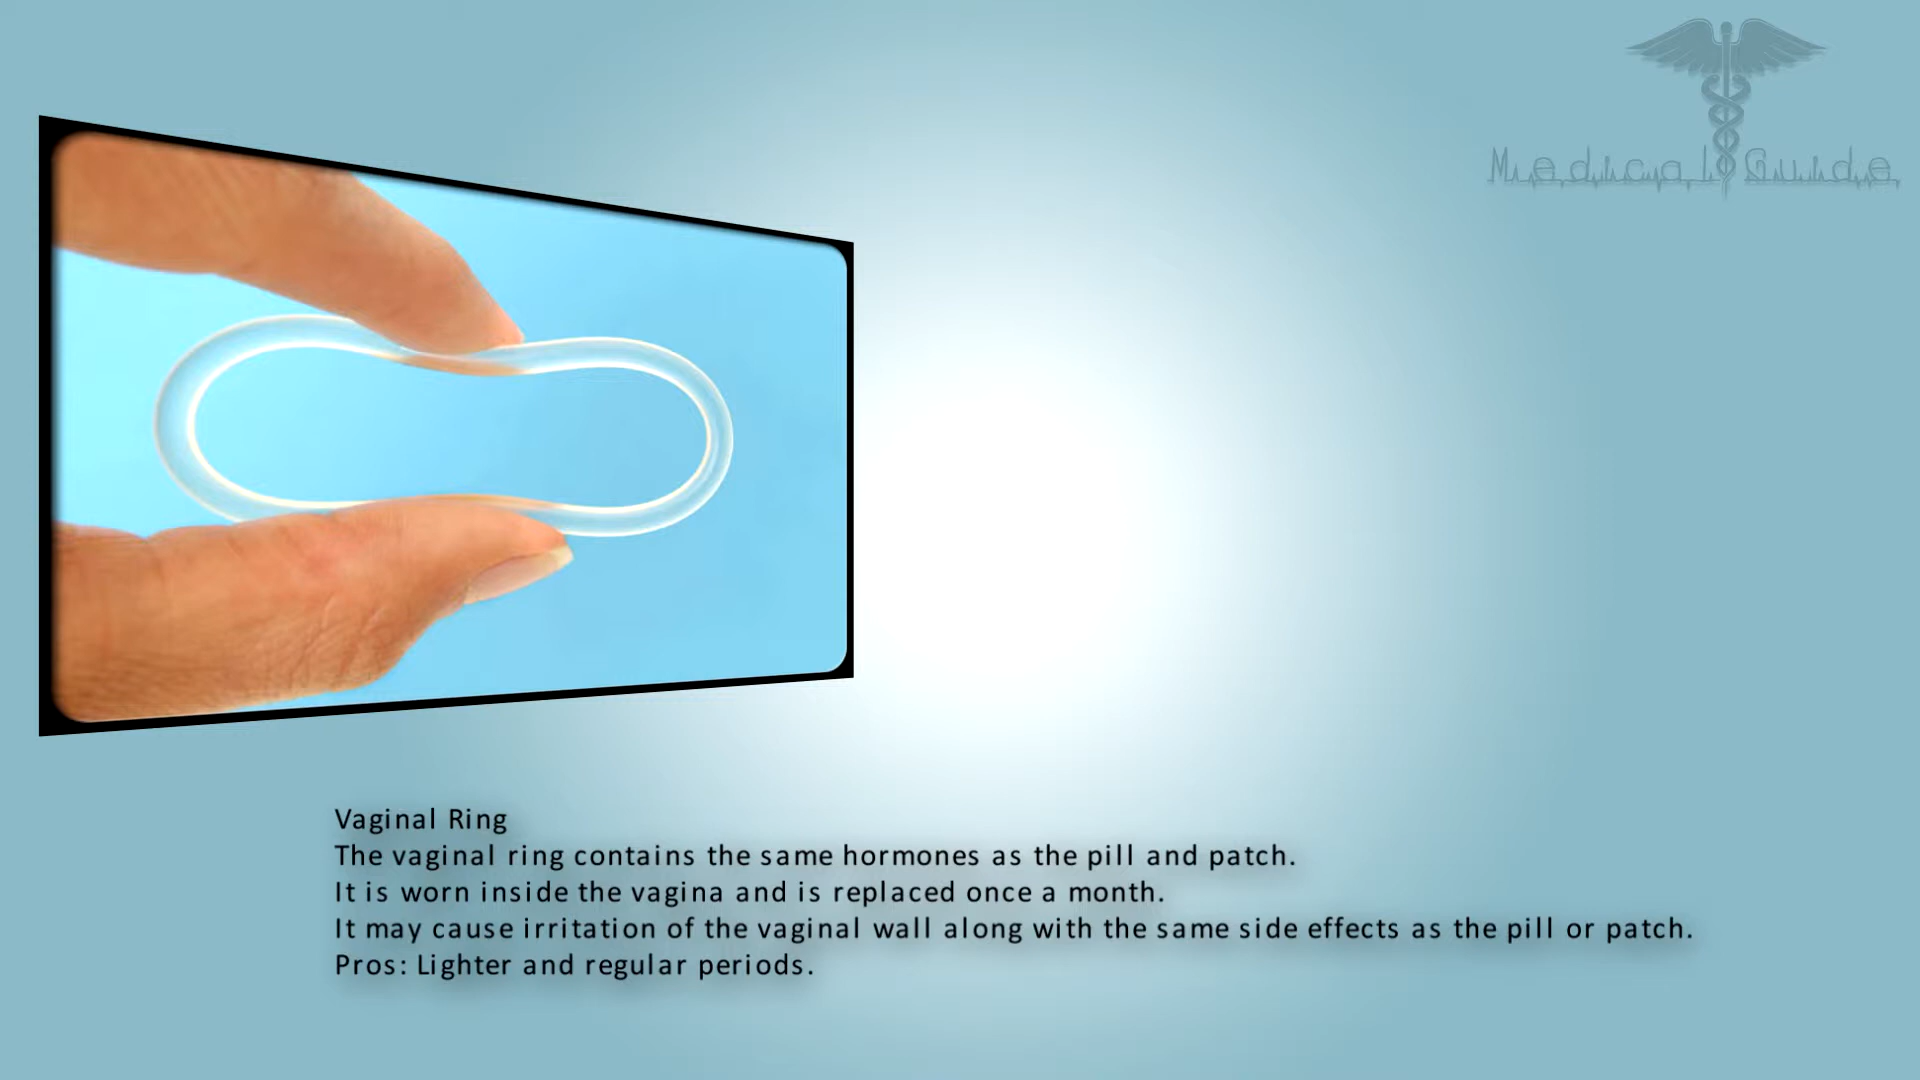 Medical Guide
Vaginal Ring
The vaginal ring contains the same hormones as the pill and patch.
It is worn inside the vagina and is replaced once a month.
It may cause irritation of the vaginal wall along with the same side effects as the pill or patch.
Pros: Lighter and regular periods.